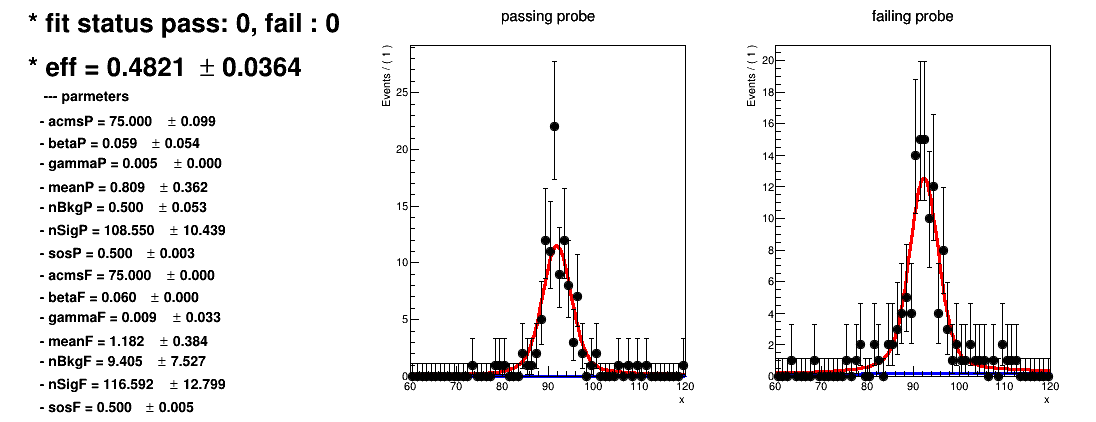 * fit status pass: 0, fail : 0
* eff = 0.4821 ± 0.0364
--- parmeters
- acmsP = 75.000 ± 0.099
- betaP = 0.059 ± 0.054
- gammaP = 0.005 ± 0.000
- meanP = 0.809 ± 0.362
- nBkgP = 0.500 ± 0.053
- nSigP = 108.550 ± 10.439
- sosP = 0.500 ± 0.003
- acmsF = 75.000 ± 0.000
- betaF = 0.060 ± 0.000
- gammaF = 0.009 ± 0.033
- meanF = 1.182 ± 0.384
- nBkgF = 9.405 ± 7.527
- nSigF = 116.592 ± 12.799
- sosF = 0.500 ± 0.005
passing probe
Events / ( 1 )
25
20
15
10
5
0
60 70 80 90 100 110 120
x
failing probe
Events / ( 1 )
20
18
16
14
12
10
8
6
4
2
0
60 70 80 90 100 110 120
x